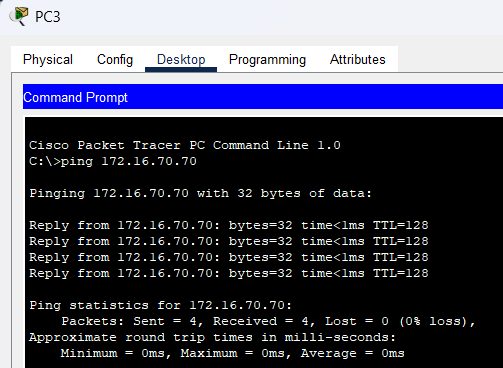 PC3
Physical Config Desktop Programming Attributes
Command Prompt
Cisco Packet Tracer PC Command Line 1.0
C:\>ping 172.16.70.70
Pinging 172.16.70.70 with 32 bytes of data:
Reply from 172.16.70.70: bytes=32 time<1ms TTL=128
Reply from 172.16.70.70: bytes=32 time<1ms TTL=128
Reply from 172.16.70.70: bytes=32 time<1ms TTL=128
Reply from 172.16.70.70: bytes=32 time<1ms TTL=128
Ping statistics for 172.16.70.70:
Packets: Sent = 4, Received = 4, Lost = 0 (0% loss),
Approximate round trip times in milli-seconds:
Minimum = 0ms, Maximum = 0ms, Average = 0ms